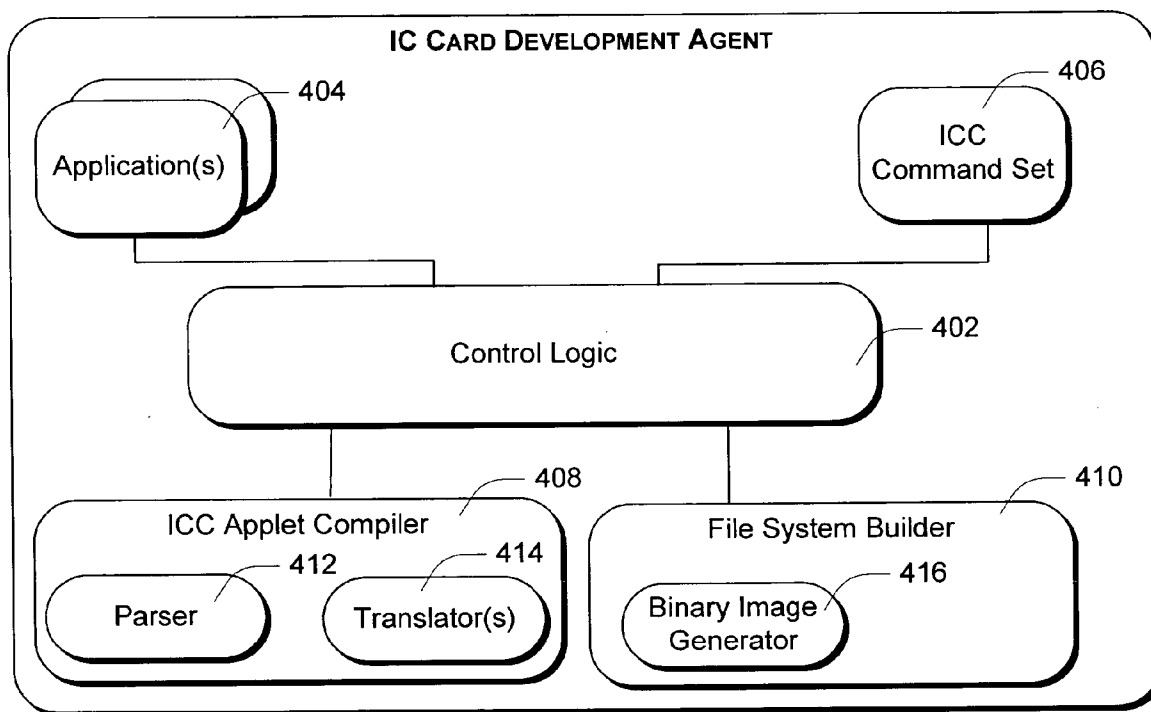 IC CARD DEVELOPMENT AGENT
404
Application(s)
406
ICC
Command Set
402
Control Logic
408
ICC Applet Compiler
412
Parser
414
Translator(s)
410
File System Builder
416
Binary Image
Generator